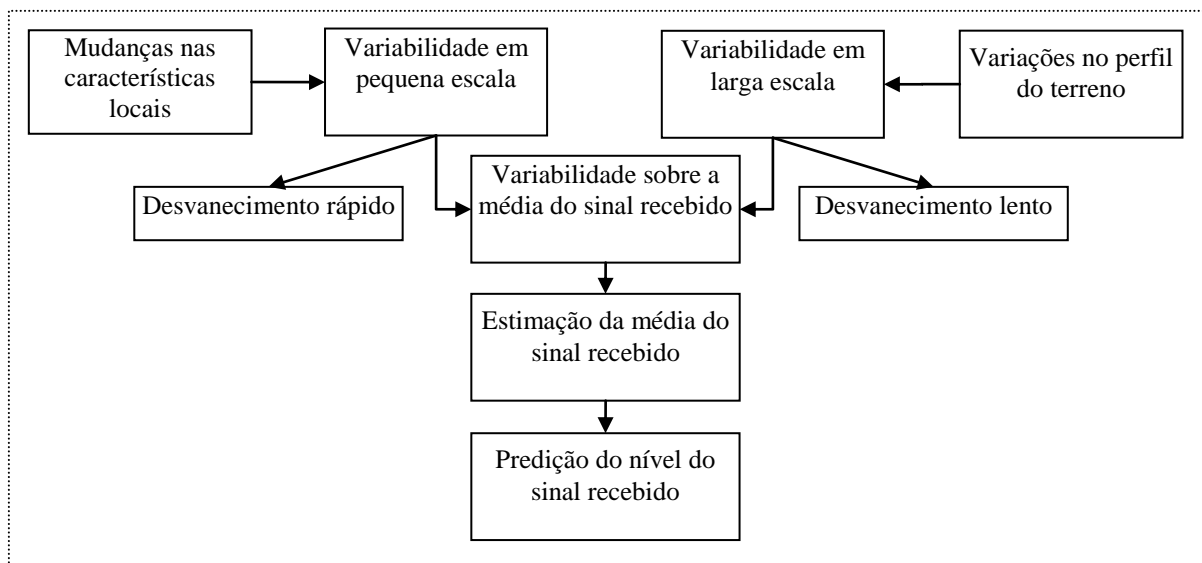 Mudanças nas
características
locais
Variabilidade em
pequena escala
Variabilidade em
larga escala
Variações no perfil
do terreno
Desvanecimento rápido
Variabilidade sobre a
média do sinal recebido
Desvanecimento lento
Estimação da média do
sinal recebido
Predição do nível do
sinal recebido